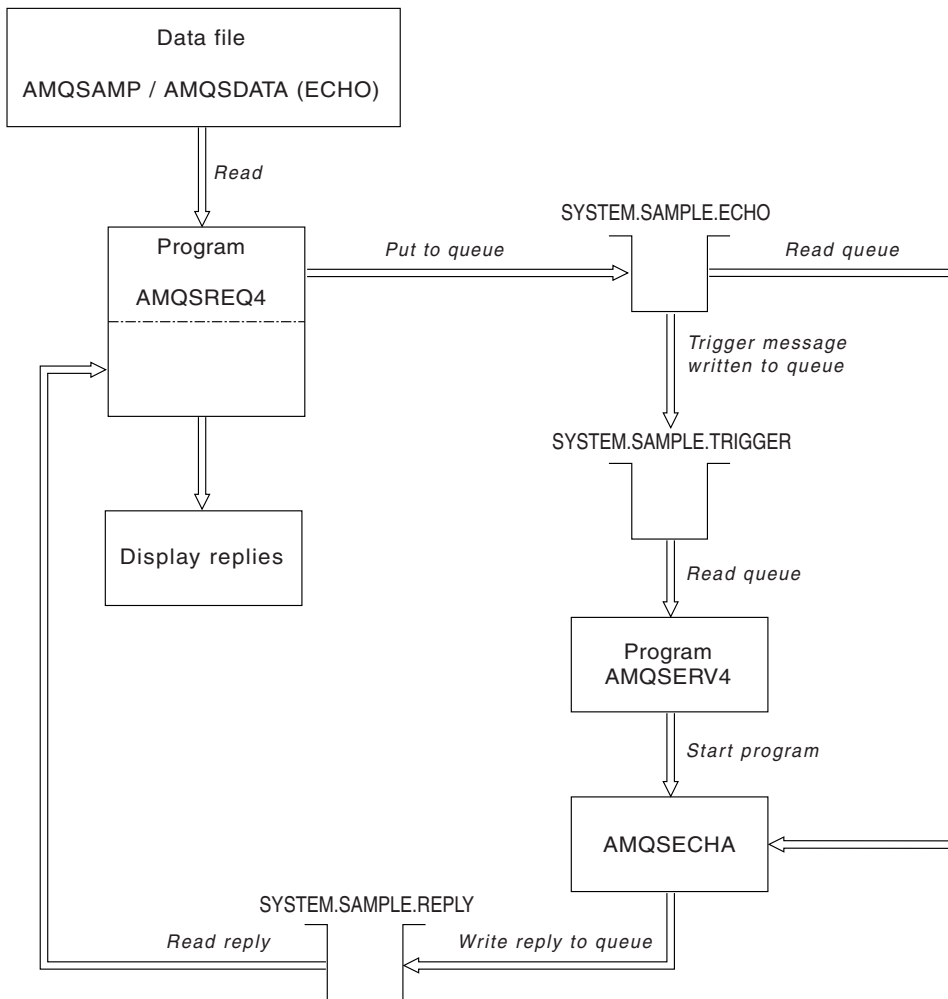 Data file
AMQSAMP / AMQSDATA (ECHO)
Read
SYSTEM.SAMPLE.ECHO
Program
AMQSREQ4
Put to queue
Read queue
Trigger message
written to queue
SYSTEM.SAMPLE.TRIGGER
Display replies
Read queue
Program
AMQSERV4
Start program
AMQSECHA
SYSTEM.SAMPLE.REPLY
Read reply
Write reply to queue